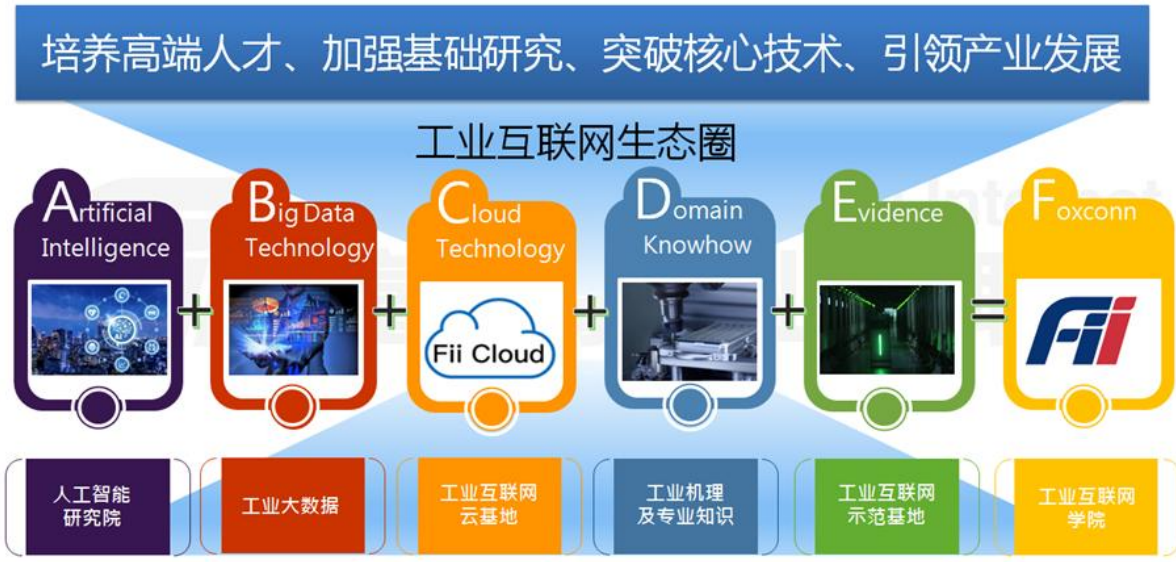 培养高端人才、加强基础研究、突破核心技术、引领产业发展
工业互联网生态圈
Artificial
Intelligence
Big Data
Technology
Cloud
Technology
Domain
Knowhow
Evidence
Foxconn
+
+
+
+
=
AI
Fii Cloud
Fii
人工智能
研究院
工业大数据
工业互联网
云基地
工业机理
及专业知识
工业互联网
示范基地
工业互联网
学院